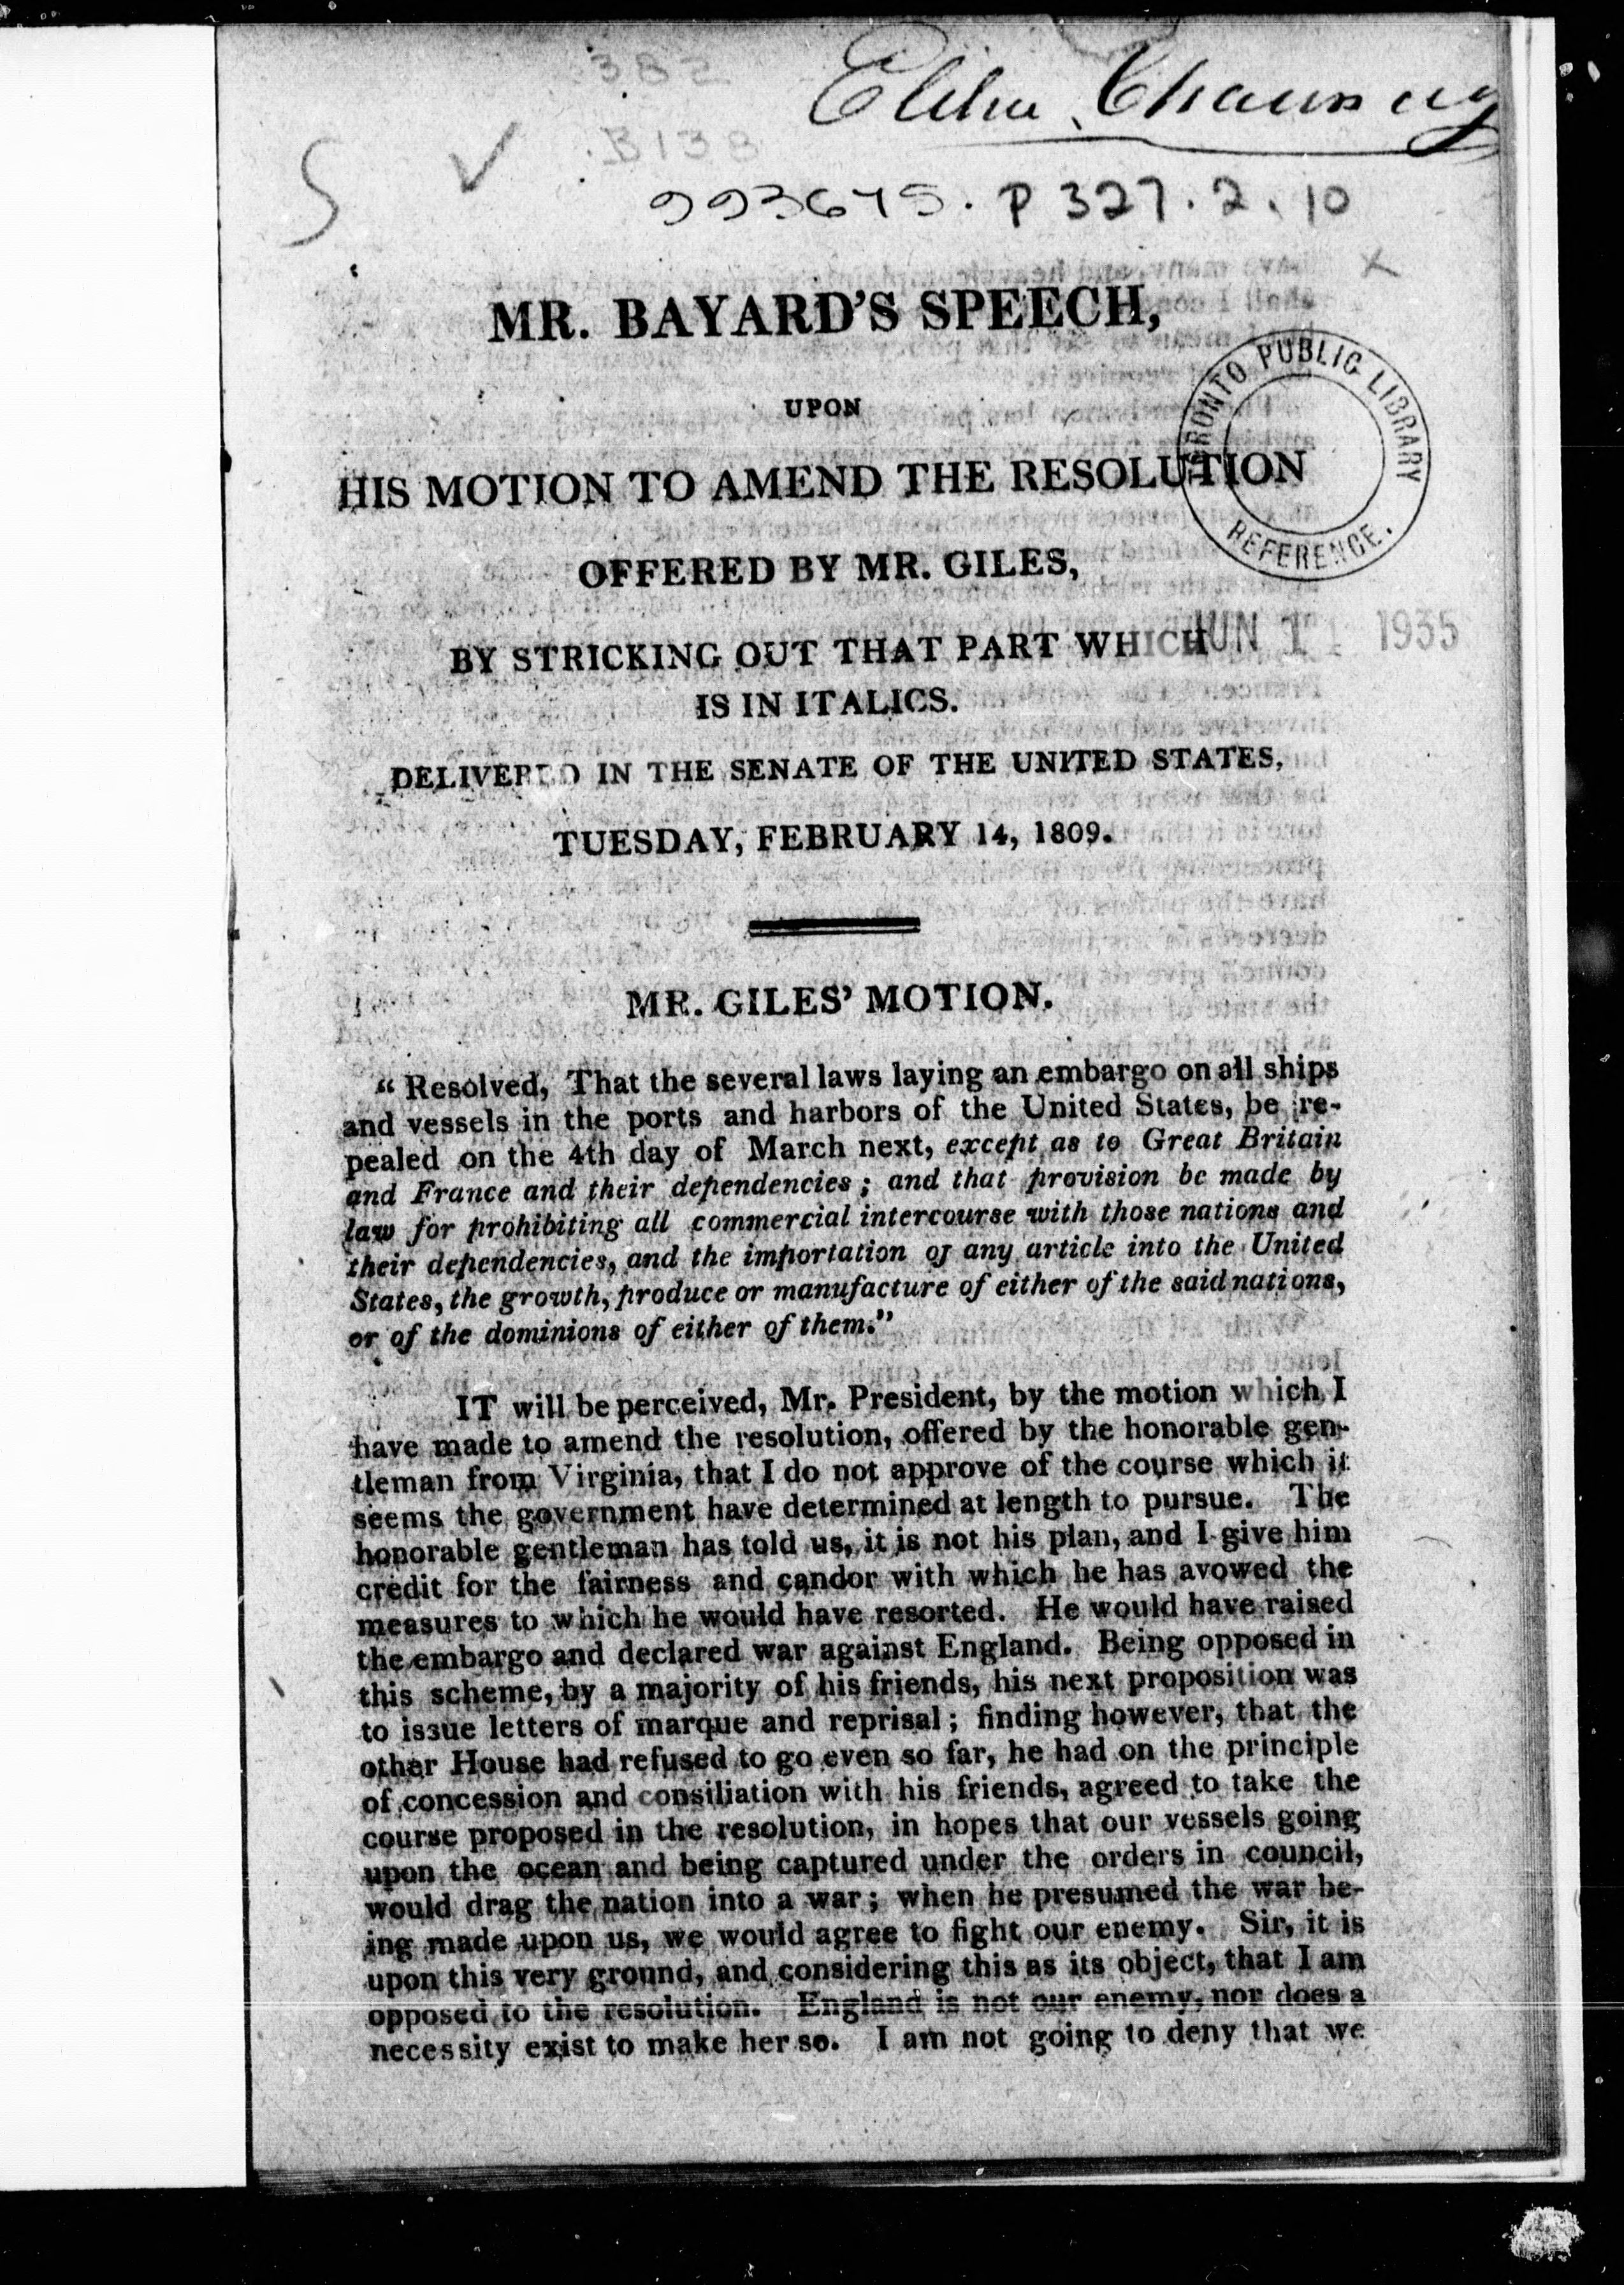 382
Elihu Chauncey
B138
993645. P 327.2.10
MR. BAYARD'S SPEECH,
UPON
HIS MOTION TO AMEND THE RESOLUTION
OFFERED BY MR. GILES,
BY STRICKING OUT THAT PART WHICH
IS IN ITALICS.
DELIVERED IN THE SENATE OF THE UNITED STATES,
TUESDAY, FEBRUARY 14, 1809.
TORONTO PUBLIC LIBRARY
REFERENCE.
JUN 1935
MR. GILES' MOTION.
"Resolved, That the several laws laying an embargo on all ships
and vessels in the ports and harbors of the United States, be re-
pealed on the 4th day of March next, except as to Great Britain
and France and their dependencies; and that provision be made by
law for prohibiting all commercial intercourse with those nations and
their dependencies, and the importation of any article into the United
States, the growth, produce or manufacture of either of the said nations,
or of the dominions of either of them."
IT will be perceived, Mr. President, by the motion which I
have made to amend the resolution, offered by the honorable gen-
tleman from Virginia, that I do not approve of the course which it
seems the government have determined at length to pursue. The
honorable gentleman has told us, it is not his plan, and I give him
credit for the fairness and candor with which he has avowed the
measures to which he would have resorted. He would have raised
the embargo and declared war against England. Being opposed in
this scheme, by a majority of his friends, his next proposition was
to issue letters of marque and reprisal; finding however, that the
other House had refused to go even so far, he had on the principle
of concession and consiliation with his friends, agreed to take the
course proposed in the resolution, in hopes that our vessels going
upon the ocean and being captured under the orders in council,
would drag the nation into a war; when he presumed the war be-
ing made upon us, we would agree to fight our enemy. Sir, it is
upon this very ground, and considering this as its object, that I am
opposed to the resolution. England is not our enemy, nor does a
necessity exist to make her so. I am not going to deny that we